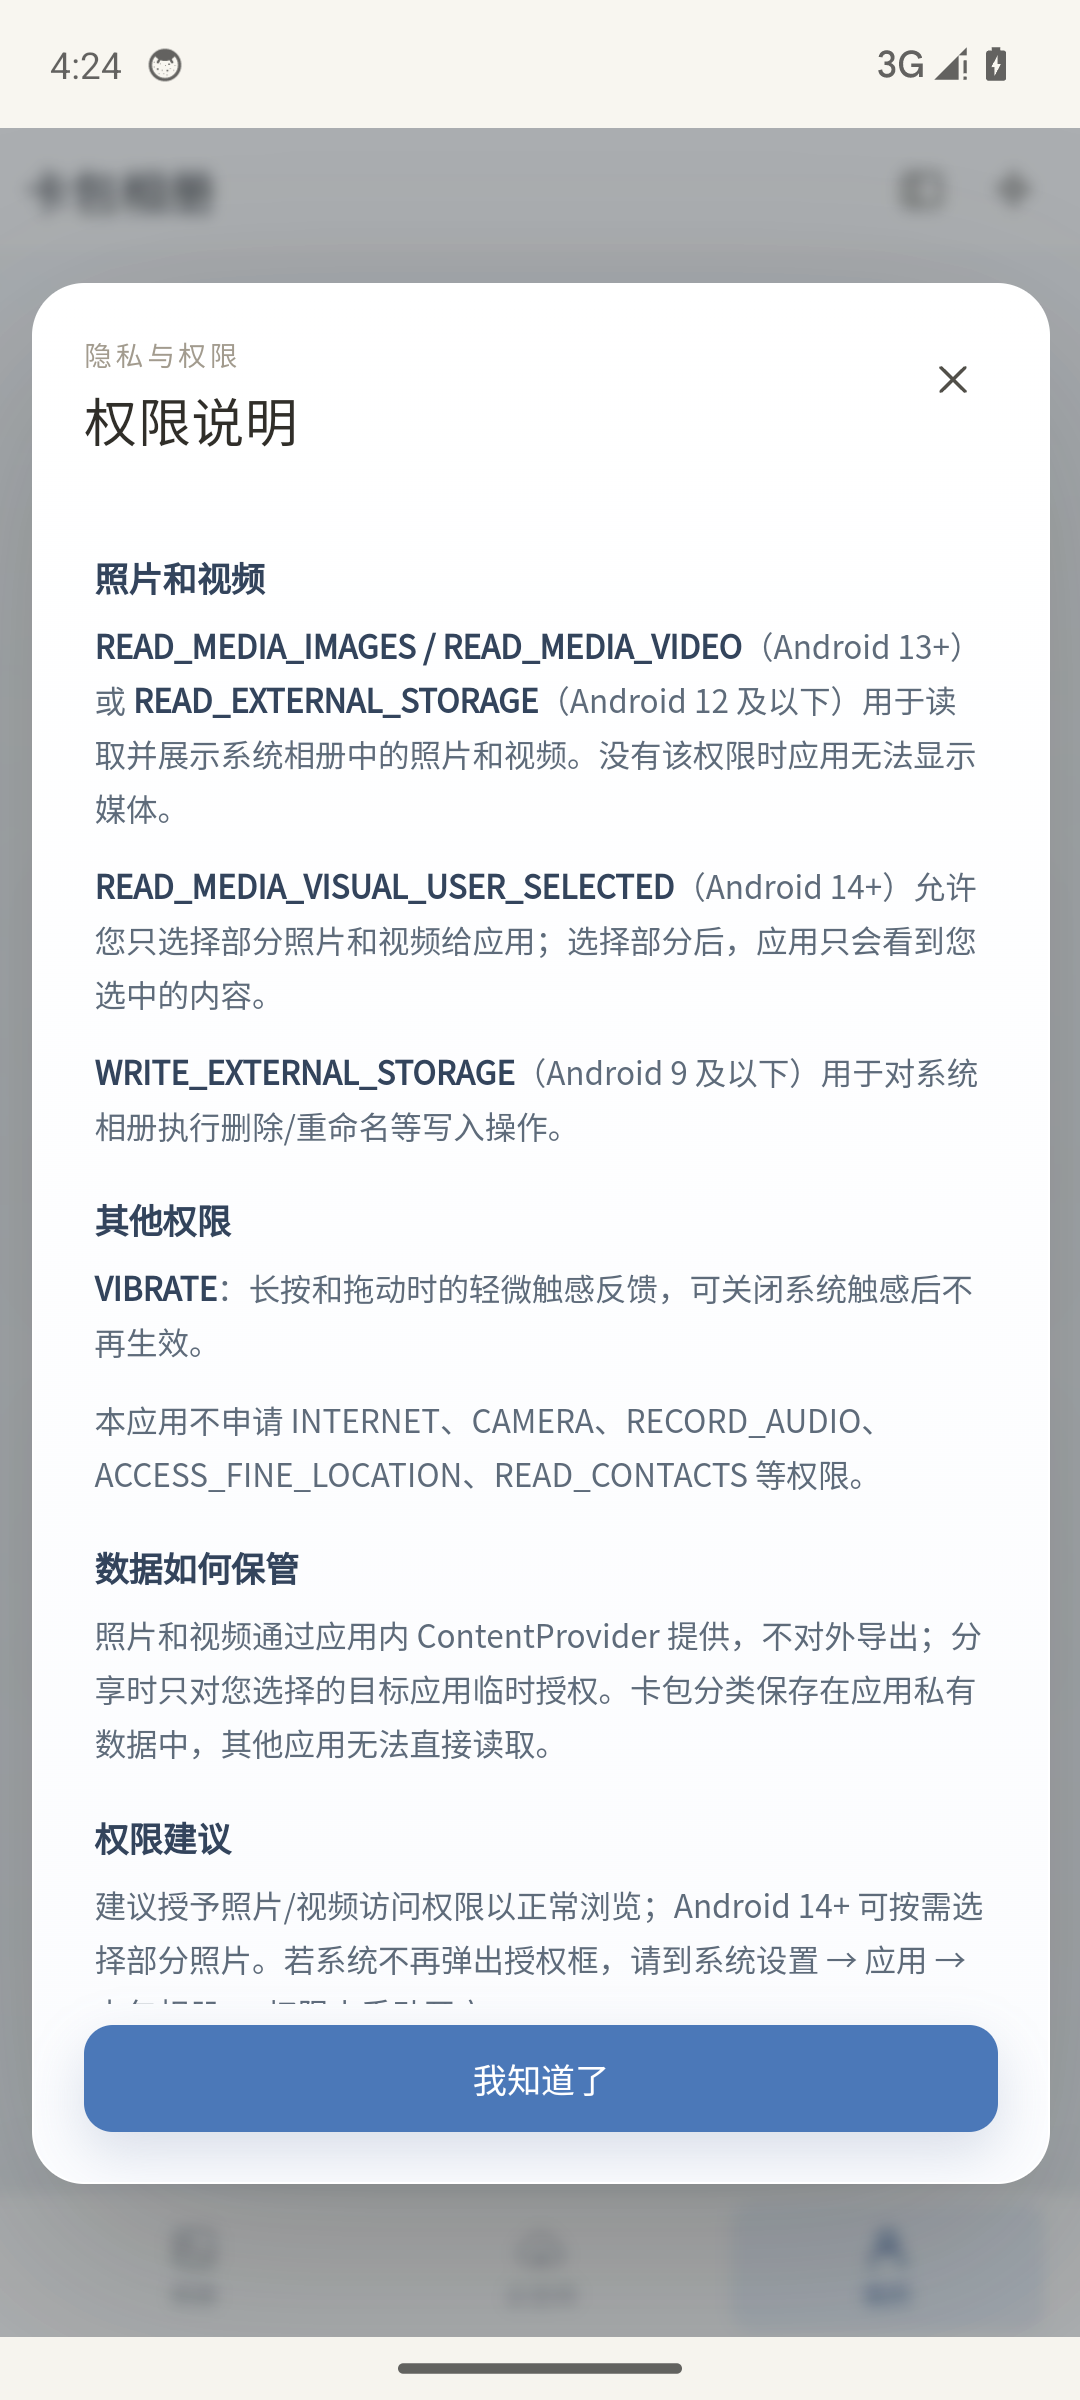 4:24
3G
卡包相册
隐私与权限
权限说明
照片和视频
READ_MEDIA_IMAGES / READ_MEDIA_VIDEO（Android 13+）
或 READ_EXTERNAL_STORAGE（Android 12 及以下）用于读
取并展示系统相册中的照片和视频。没有该权限时应用无法显示
媒体。
READ_MEDIA_VISUAL_USER_SELECTED（Android 14+）允许
您只选择部分照片和视频给应用；选择部分后，应用只会看到您
选中的内容。
WRITE_EXTERNAL_STORAGE（Android 9 及以下）用于对系统
相册执行删除/重命名等写入操作。
其他权限
VIBRATE：长按和拖动时的轻微触感反馈，可关闭系统触感后不
再生效。
本应用不申请 INTERNET、CAMERA、RECORD_AUDIO、
ACCESS_FINE_LOCATION、READ_CONTACTS 等权限。
数据如何保管
照片和视频通过应用内 ContentProvider 提供，不对外导出；分
享时只对您选择的目标应用临时授权。卡包分类保存在应用私有
数据中，其他应用无法直接读取。
权限建议
建议授予照片/视频访问权限以正常浏览；Android 14+ 可按需选
择部分照片。若系统不再弹出授权框，请到系统设置 → 应用 →
我知道了